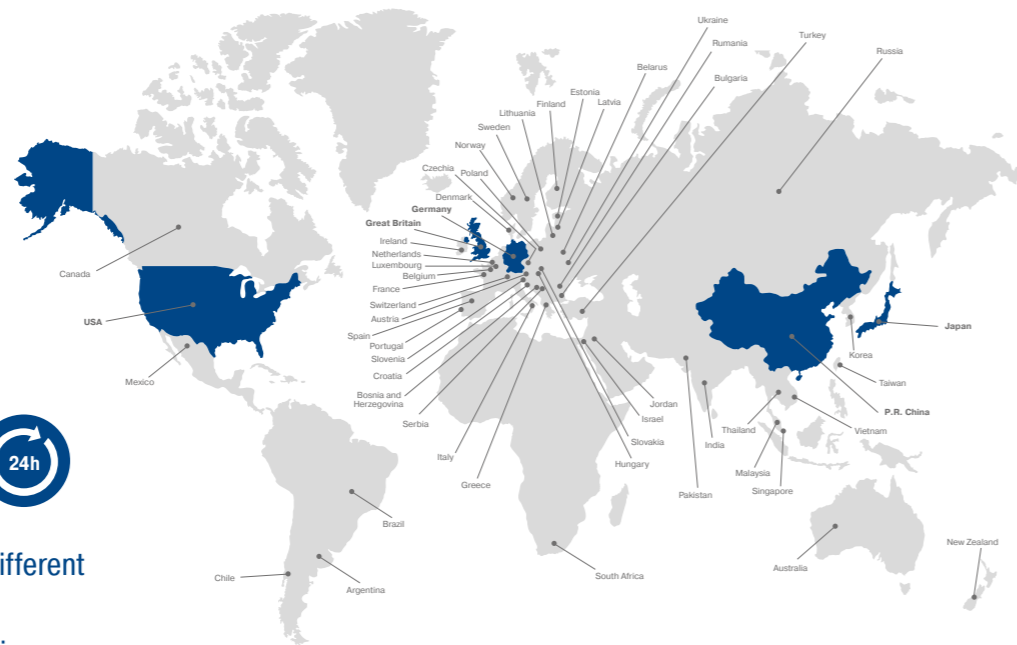 Ukraine
Rumania
Turkey
Russia
Belarus
Bulgaria
Estonia
Finland
Latvia
Lithuania
Sweden
Norway
Czechia
Poland
Denmark
Germany
Great Britain
Ireland
Netherlands
Luxembourg
Belgium
France
Switzerland
Austria
Spain
Portugal
Slovenia
Croatia
Bosnia and
Herzegovina
Serbia
Italy
Greece
Canada
USA
Mexico
Japan
Korea
Taiwan
P.R. China
Vietnam
Thailand
Malaysia
Singapore
India
Pakistan
Jordan
Israel
Slovakia
Hungary
24h
Brazil
Chile
Argentina
South Africa
Australia
New Zealand
ifferent
.